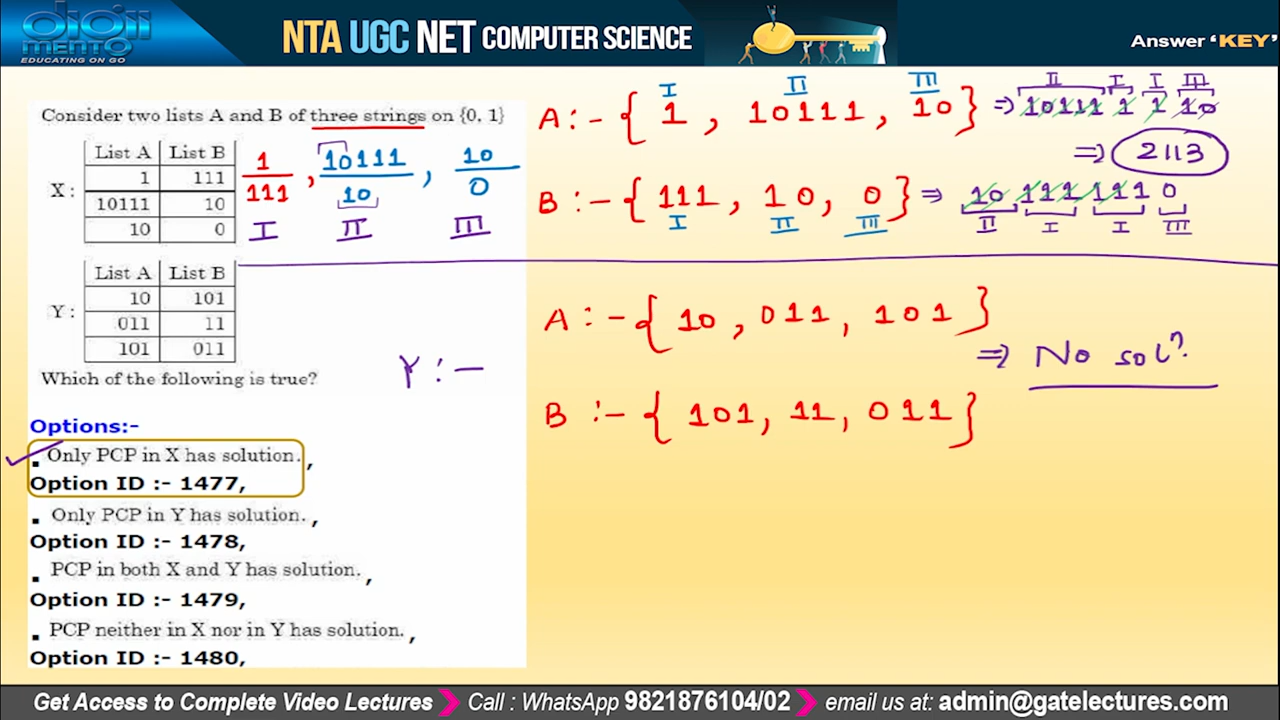 digii
MENTO
EDUCATING ON GO
NTA UGC NET COMPUTER SCIENCE
Answer ‘KEY’
Consider two lists A and B of three strings on {0, 1}
X :
List A List B
1 111
10111 10
10 0
1/111 , 10111/10 , 10/0
I II III
Y :
List A List B
10 101
011 11
101 011
Which of the following is true?
Options:-
Only PCP in X has solution. ,
Option ID :- 1477,
Only PCP in Y has solution. ,
Option ID :- 1478,
PCP in both X and Y has solution. ,
Option ID :- 1479,
PCP neither in X nor in Y has solution. ,
Option ID :- 1480,
I II III
A :- { 1 , 10111 , 10 }
II I I III
⇒ 10111 1 1 10
⇒ 2113
B :- { 111 , 10 , 0 } ⇒ 10 111 111 0
I II III
II I I III
Y :-
A :- { 10 , 011 , 101 }
⇒ No sol?
B :- { 101 , 11 , 011 }
Get Access to Complete Video Lectures Call : WhatsApp 9821876104/02 email us at: admin@gatelectures.com